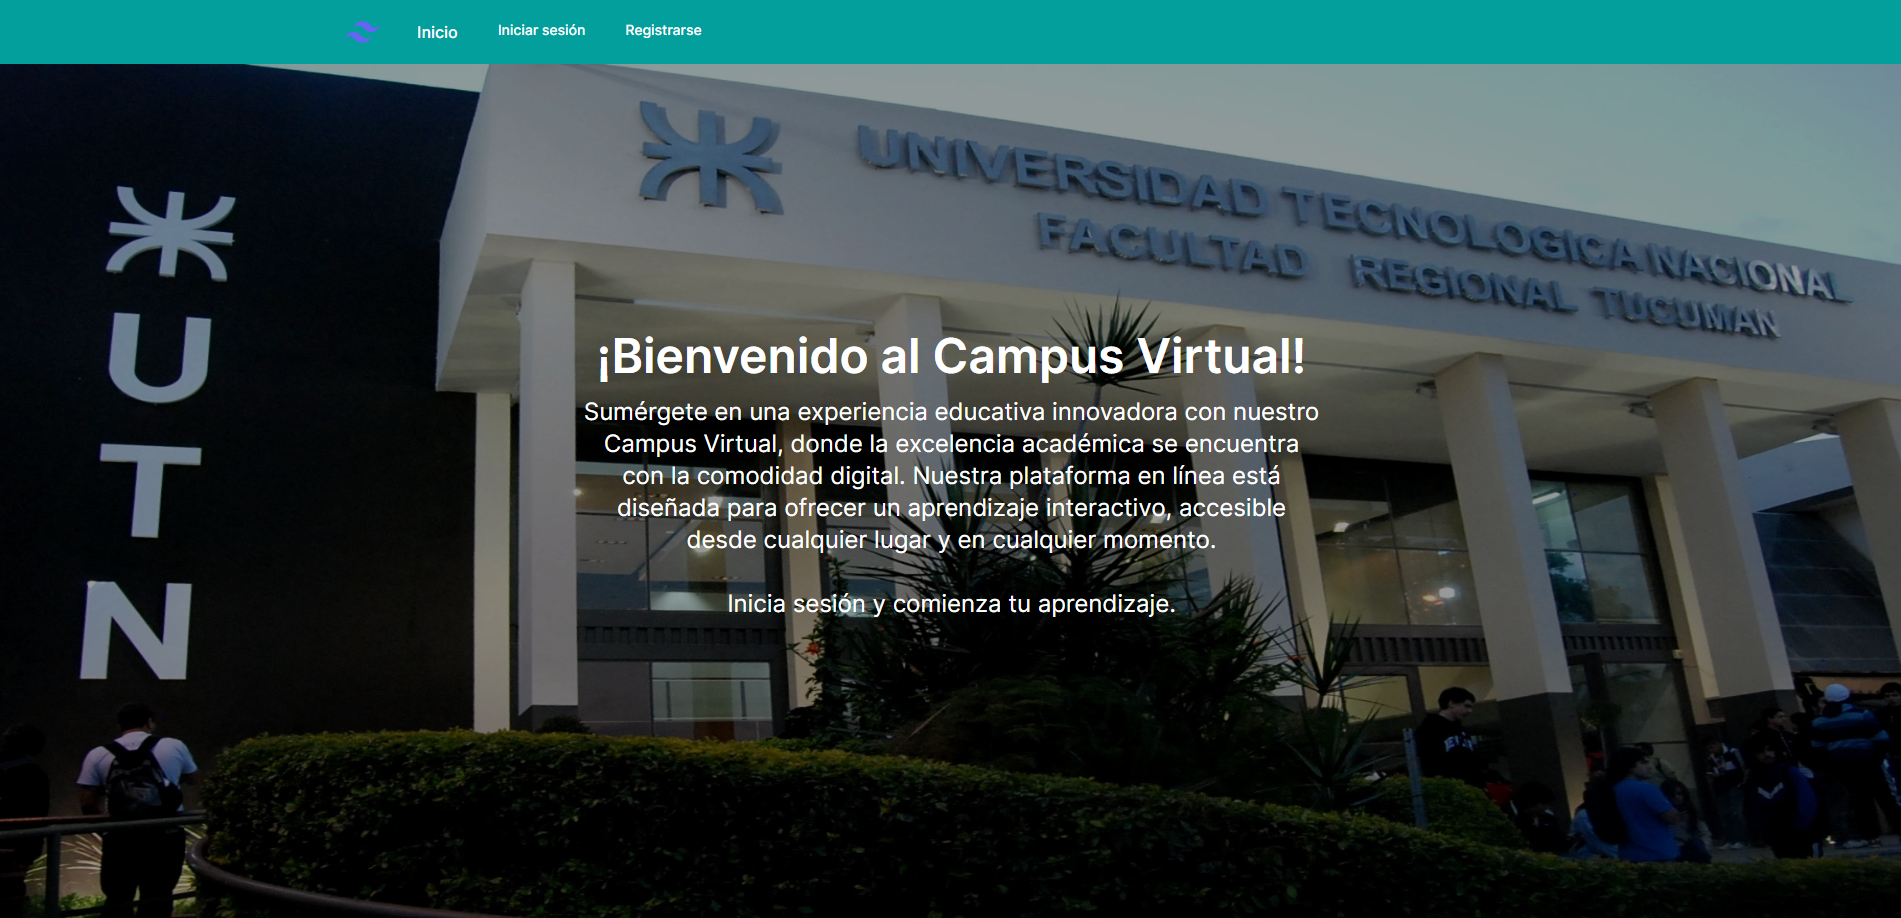 Inicio
Iniciar sesión
Registrarse
UNIVERSIDAD TECNOLOGICA NACIONAL
FACULTAD REGIONAL TUCUMAN
U
T
N
¡Bienvenido al Campus Virtual!
Sumérgete en una experiencia educativa innovadora con nuestro
Campus Virtual, donde la excelencia académica se encuentra
con la comodidad digital. Nuestra plataforma en línea está
diseñada para ofrecer un aprendizaje interactivo, accesible
desde cualquier lugar y en cualquier momento.
Inicia sesión y comienza tu aprendizaje.